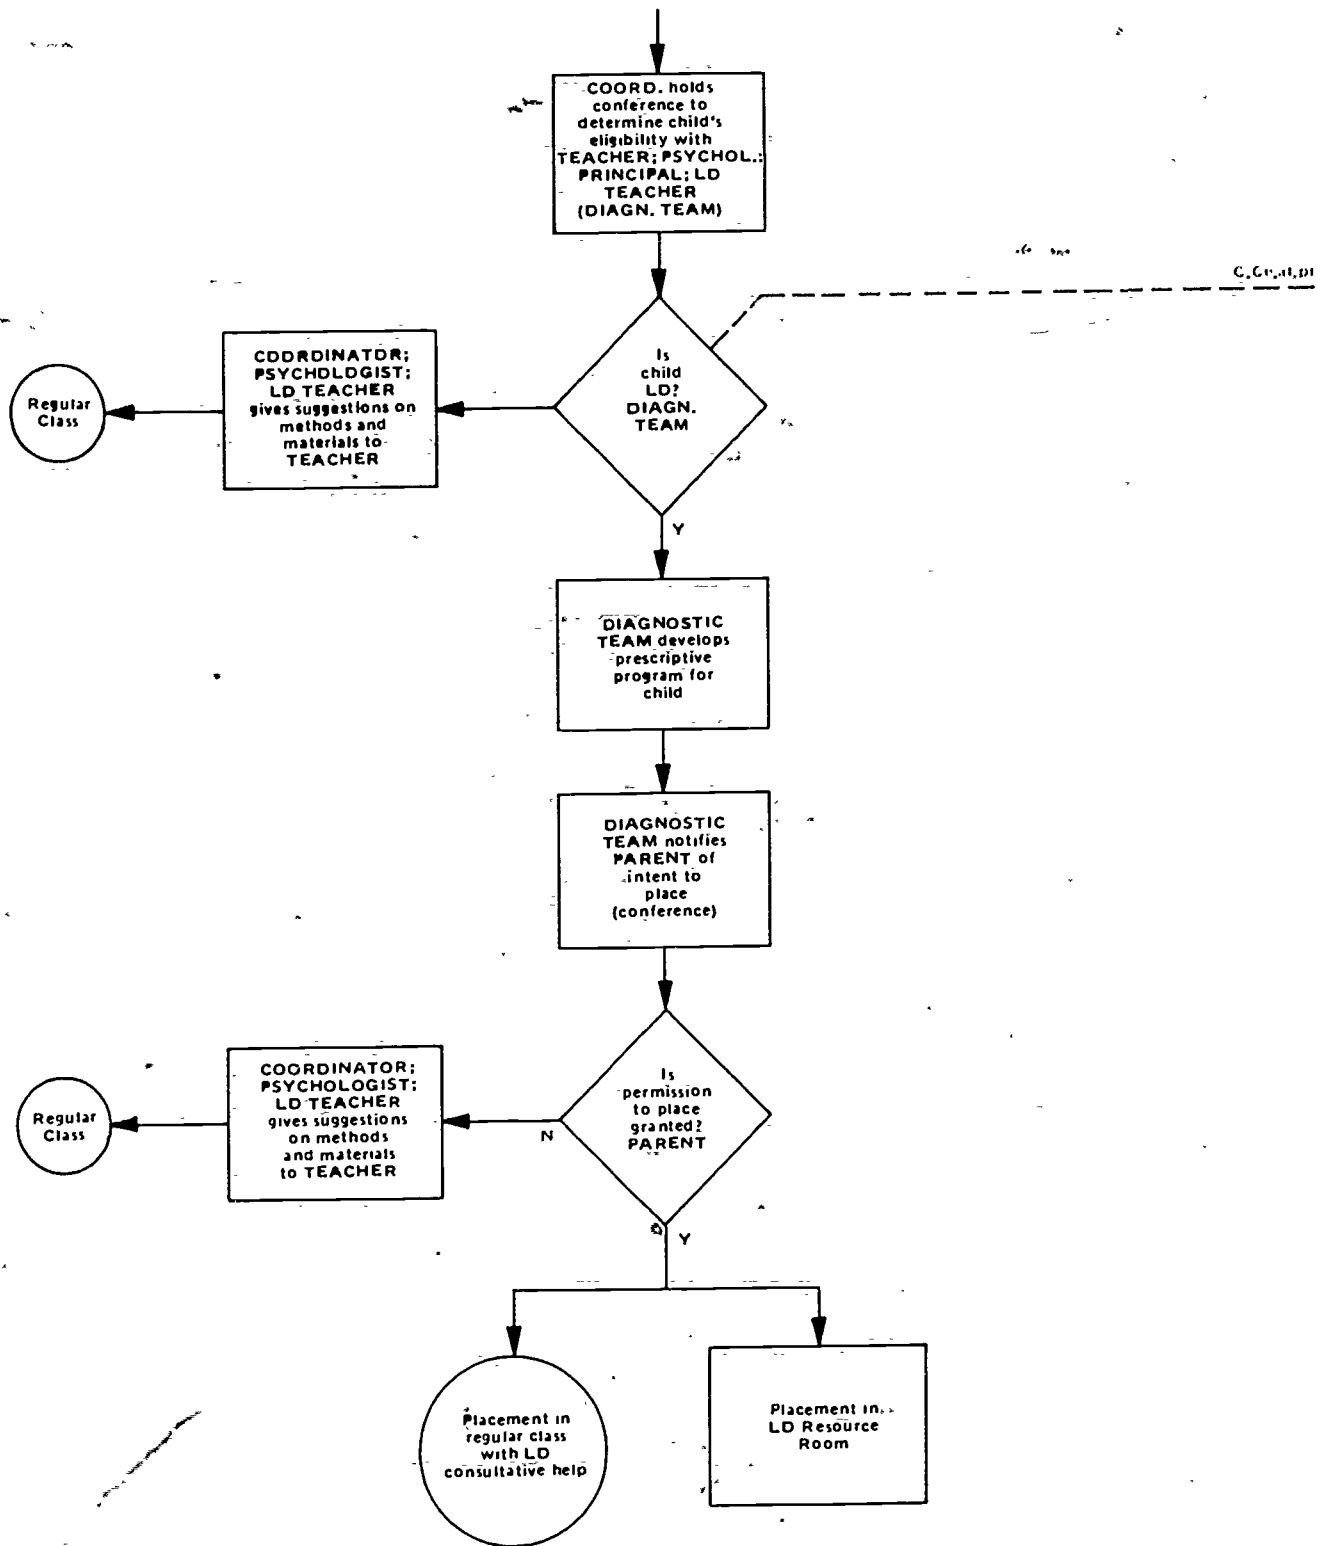 COORD. holds
conference to
determine child's
eligibility with
TEACHER; PSYCHOL.:
PRINCIPAL; LD
TEACHER
(DIAGN. TEAM)
Is
child
LD?
DIAGN.
TEAM
COORDINATOR;
PSYCHOLOGIST;
LD TEACHER
gives suggestions on
methods and
materials to
TEACHER
Regular
Class
Y
DIAGNOSTIC
TEAM develops
prescriptive
program for
child
DIAGNOSTIC
TEAM notifies
PARENT of
intent to
place
(conference)
Is
permission
to place
granted?
PARENT
N
COORDINATOR;
PSYCHOLOGIST;
LD TEACHER
gives suggestions
on methods
and materials
to TEACHER
Regular
Class
Y
Placement in
regular class
with LD
consultative help
Placement in
LD Resource
Room